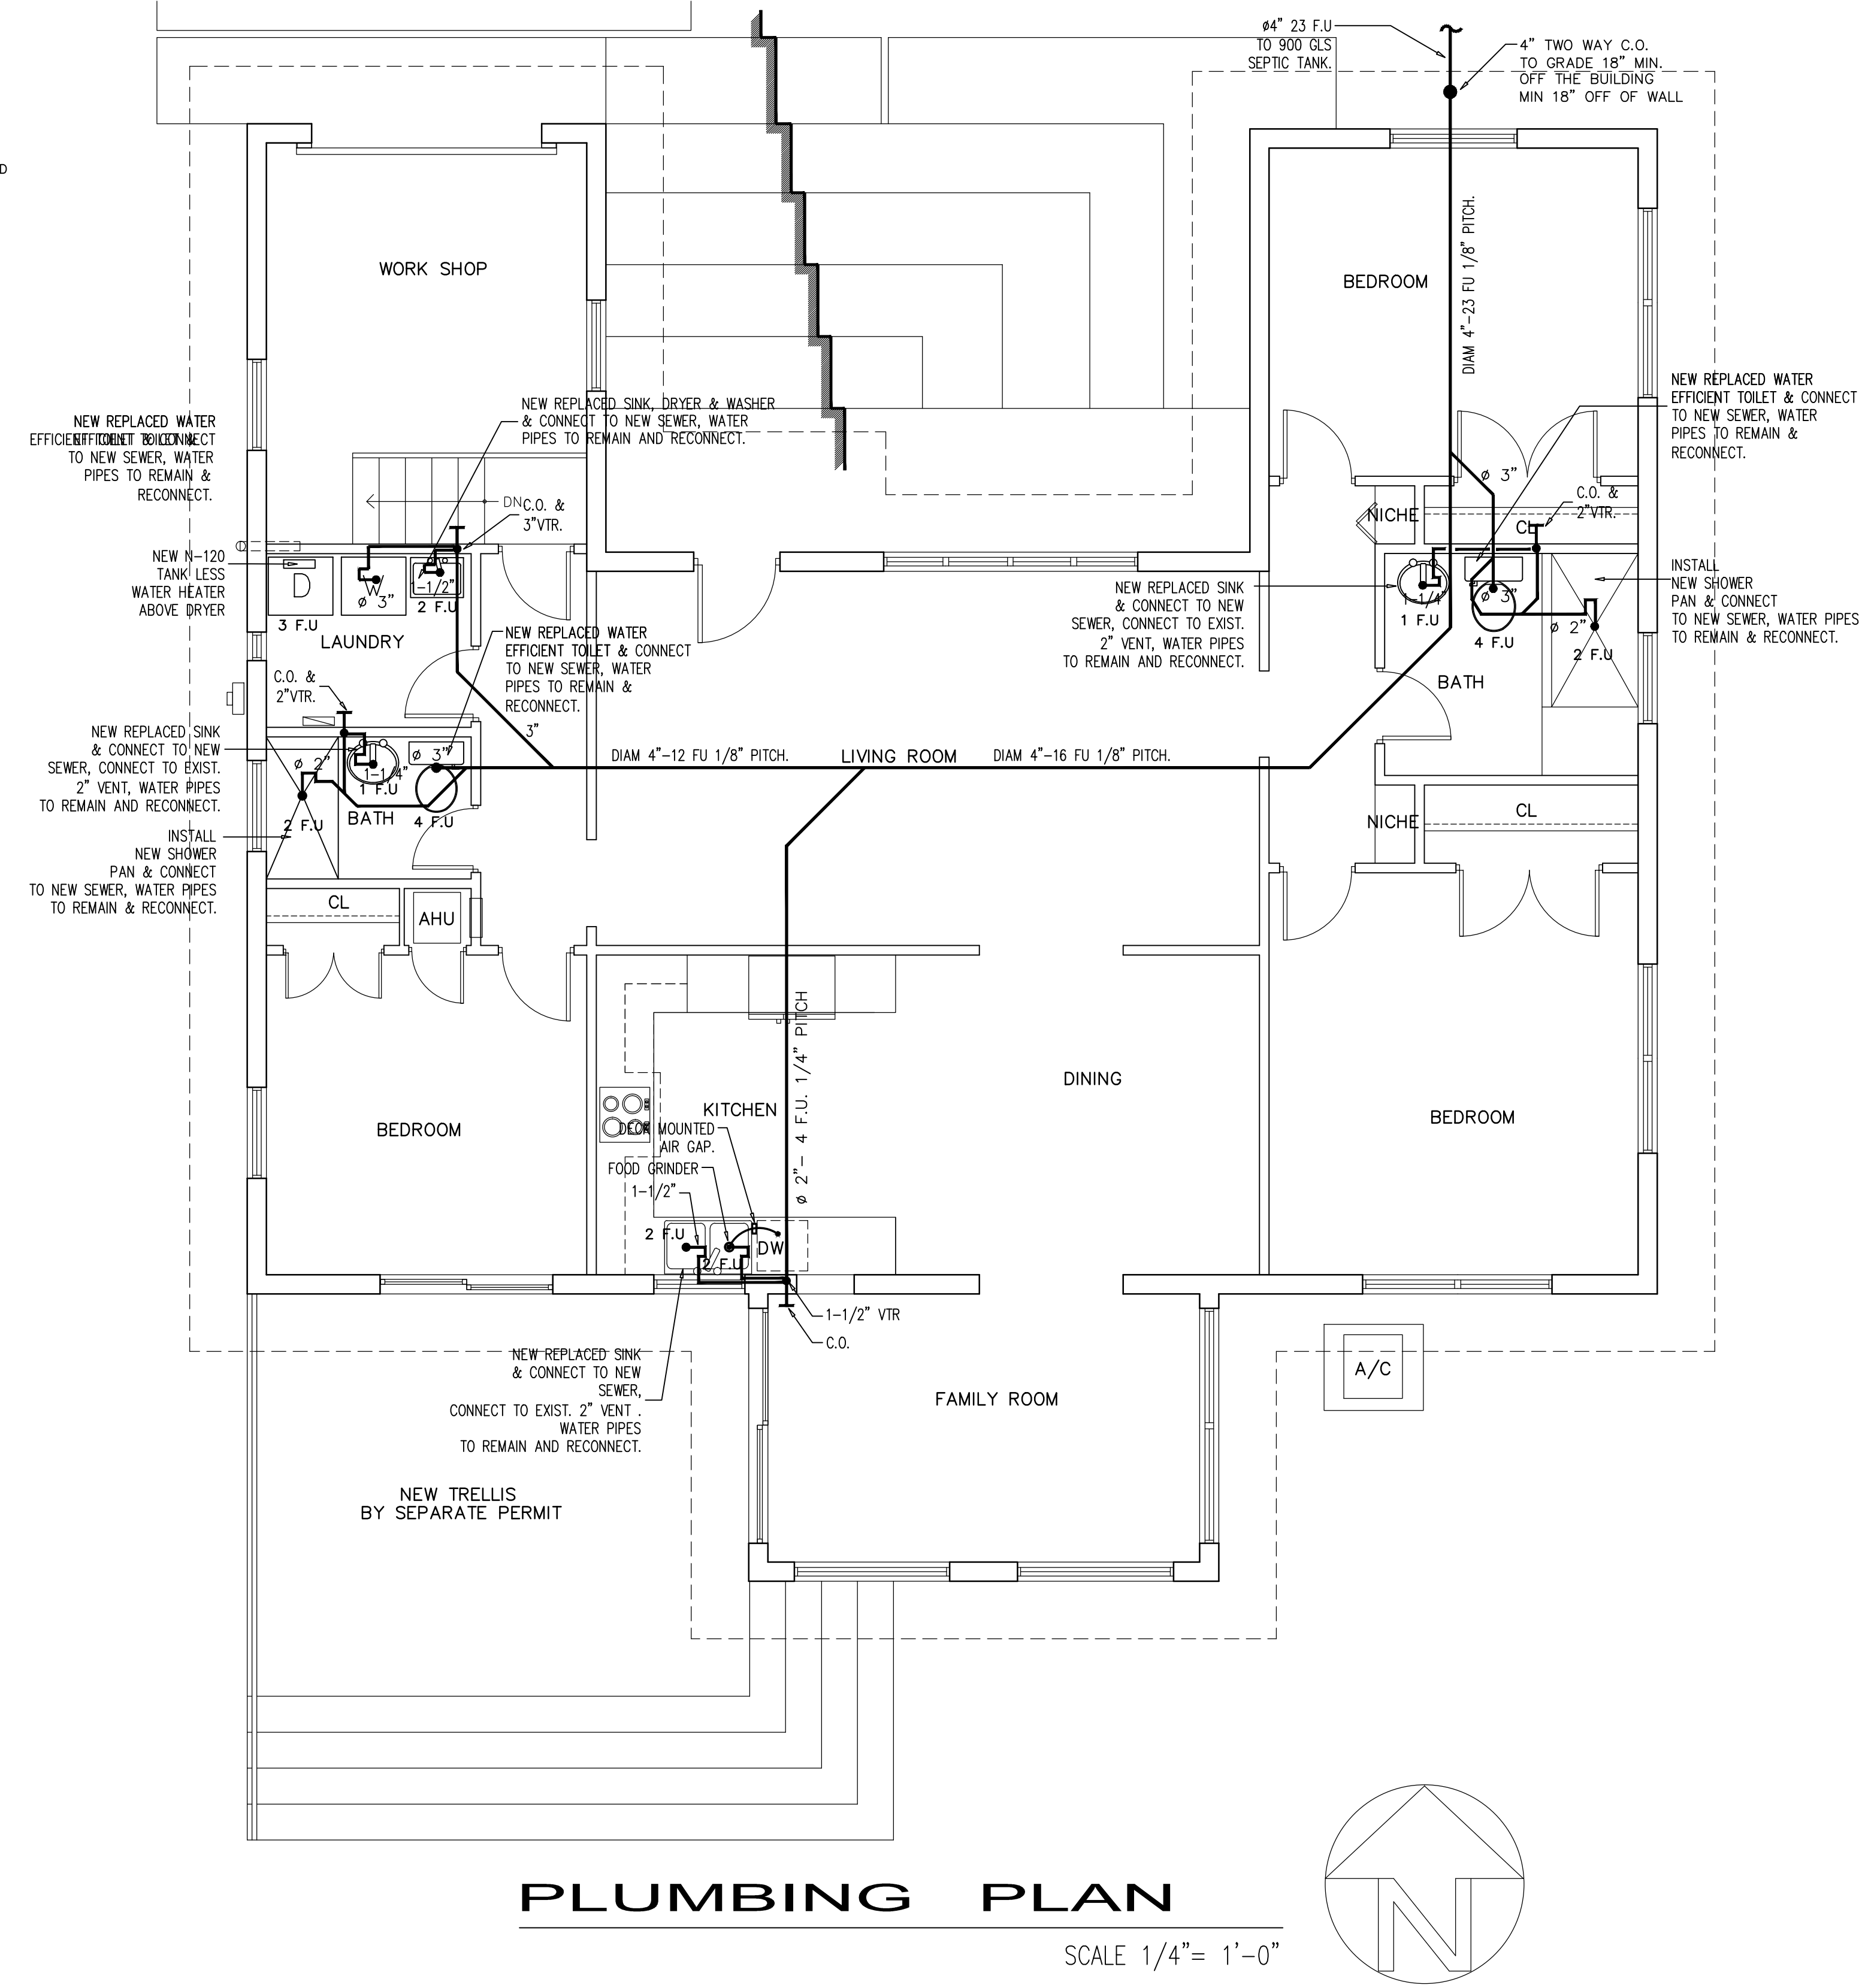 ø4" 23 F.U
TO 900 GLS
SEPTIC TANK.
4" TWO WAY C.O.
TO GRADE 18" MIN.
OFF THE BUILDING
MIN 18" OFF OF WALL
D
WORK SHOP
BEDROOM
DIAM 4"-23 FU 1/8" PITCH.
NEW REPLACED WATER
EFFICIENT TOILET & CONNECT
TO NEW SEWER, WATER
PIPES TO REMAIN &
RECONNECT.
NEW REPLACED SINK, DRYER & WASHER
& CONNECT TO NEW SEWER, WATER
PIPES TO REMAIN AND RECONNECT.
NEW REPLACED WATER
EFFICIENT TOILET & CONNECT
TO NEW SEWER, WATER
PIPES TO REMAIN &
RECONNECT.
DN
C.O. &
3"VTR.
ø 3"
NICHE
CL
C.O. &
2"VTR.
NEW N-120
TANK LESS
WATER HEATER
ABOVE DRYER
D
W
ø 3"
1-1/2"
2 F.U
3 F.U
LAUNDRY
NEW REPLACED SINK
& CONNECT TO NEW
SEWER, CONNECT TO EXIST.
2" VENT, WATER PIPES
TO REMAIN AND RECONNECT.
1-1/4"
1 F.U
ø 3"
4 F.U
ø 2"
2 F.U
BATH
INSTALL
NEW SHOWER
PAN & CONNECT
TO NEW SEWER, WATER PIPES
TO REMAIN & RECONNECT.
NEW REPLACED WATER
EFFICIENT TOILET & CONNECT
TO NEW SEWER, WATER
PIPES TO REMAIN &
RECONNECT.
C.O. &
2"VTR.
3"
NEW REPLACED SINK
& CONNECT TO NEW
SEWER, CONNECT TO EXIST.
2" VENT, WATER PIPES
TO REMAIN AND RECONNECT.
ø 2"
1-1/4"
1 F.U
ø 3"
DIAM 4"-12 FU 1/8" PITCH.
LIVING ROOM
DIAM 4"-16 FU 1/8" PITCH.
2 F.U
BATH
4 F.U
INSTALL
NEW SHOWER
PAN & CONNECT
TO NEW SEWER, WATER PIPES
TO REMAIN & RECONNECT.
NICHE
CL
CL
AHU
ø 2"- 4 F.U. 1/4" PITCH
BEDROOM
KITCHEN
DINING
BEDROOM
DECK MOUNTED
AIR GAP.
FOOD GRINDER
1-1/2"
2 F.U
2 F.U
DW
1-1/2" VTR
C.O.
NEW REPLACED SINK
& CONNECT TO NEW
SEWER,
CONNECT TO EXIST. 2" VENT .
WATER PIPES
TO REMAIN AND RECONNECT.
A/C
FAMILY ROOM
NEW TRELLIS
BY SEPARATE PERMIT
PLUMBING PLAN
SCALE 1/4"= 1'-0"
N